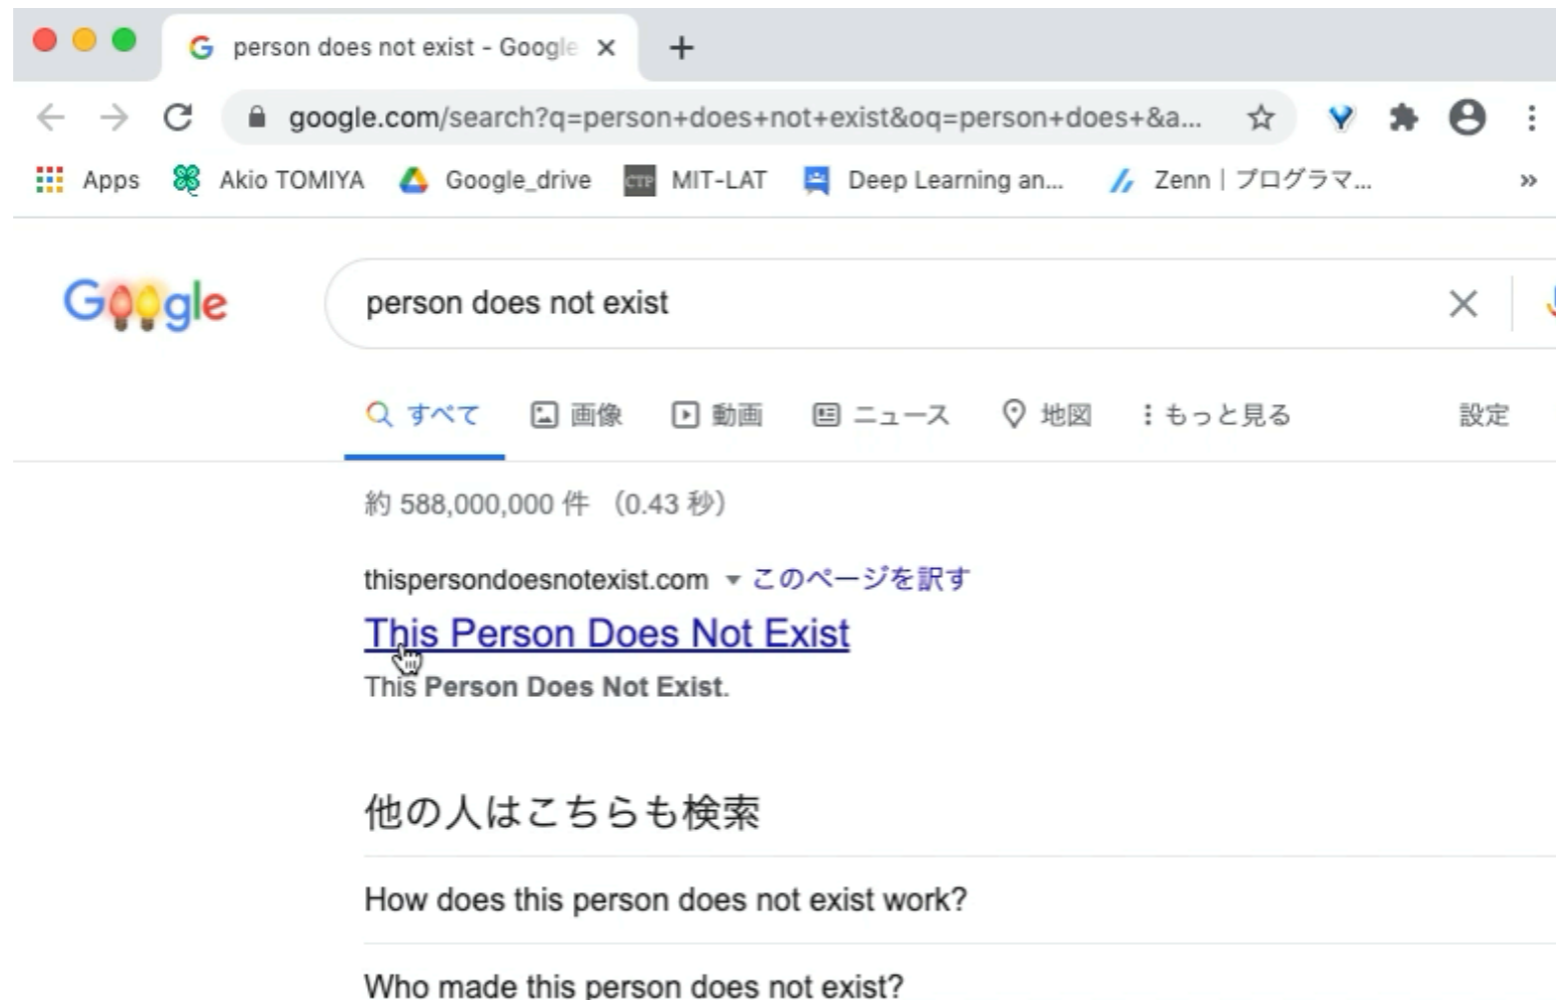 person does not exist - Google
google.com/search?q=person+does+not+exist&oq=person+does+&a...
Apps Akio TOMIYA Google_drive CTP MIT-LAT Deep Learning an... Zenn｜プログラマ... »
Google person does not exist
すべて 画像 動画 ニュース 地図 もっと見る 設定
約 588,000,000 件 （0.43 秒）
thispersondoesnotexist.com このページを訳す
This Person Does Not Exist
This Person Does Not Exist.
他の人はこちらも検索
How does this person does not exist work?
Who made this person does not exist?